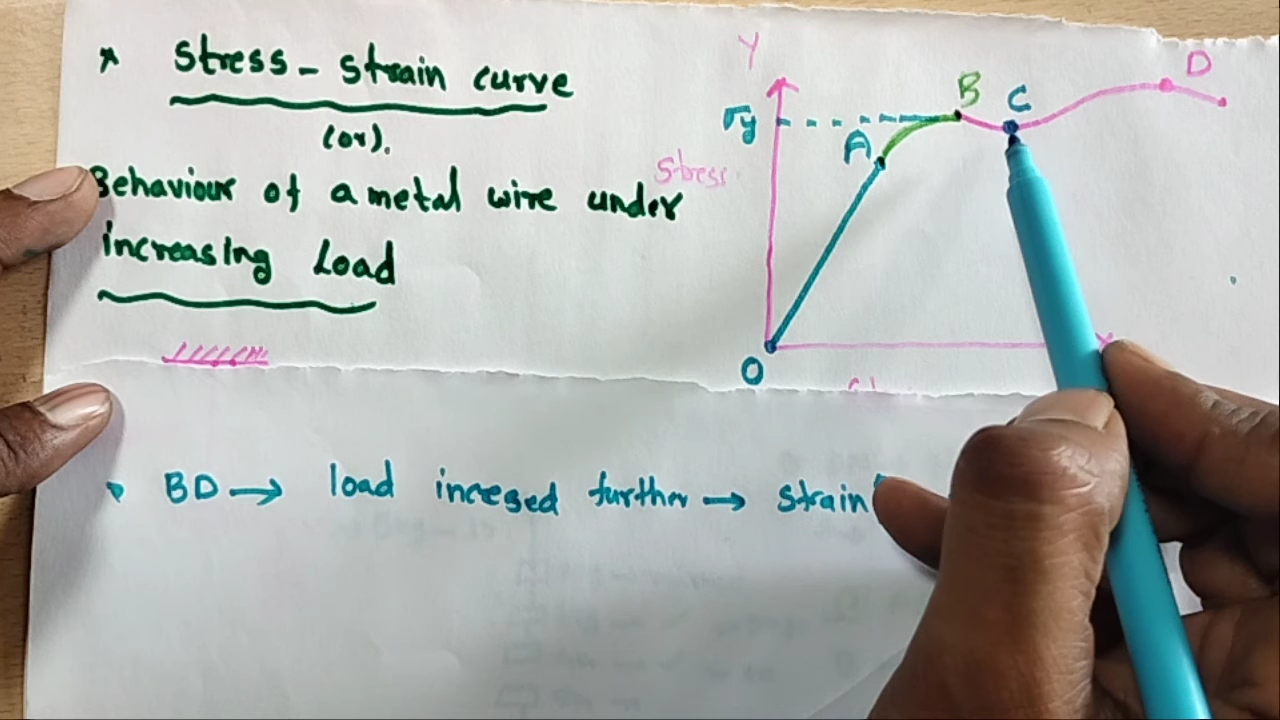 * Stress - Strain curve
(or).
Behaviour of a metal wire under
increasing Load
Y
σy
Stress
A
B
C
D
O
X
• BD → load incresed further → strain